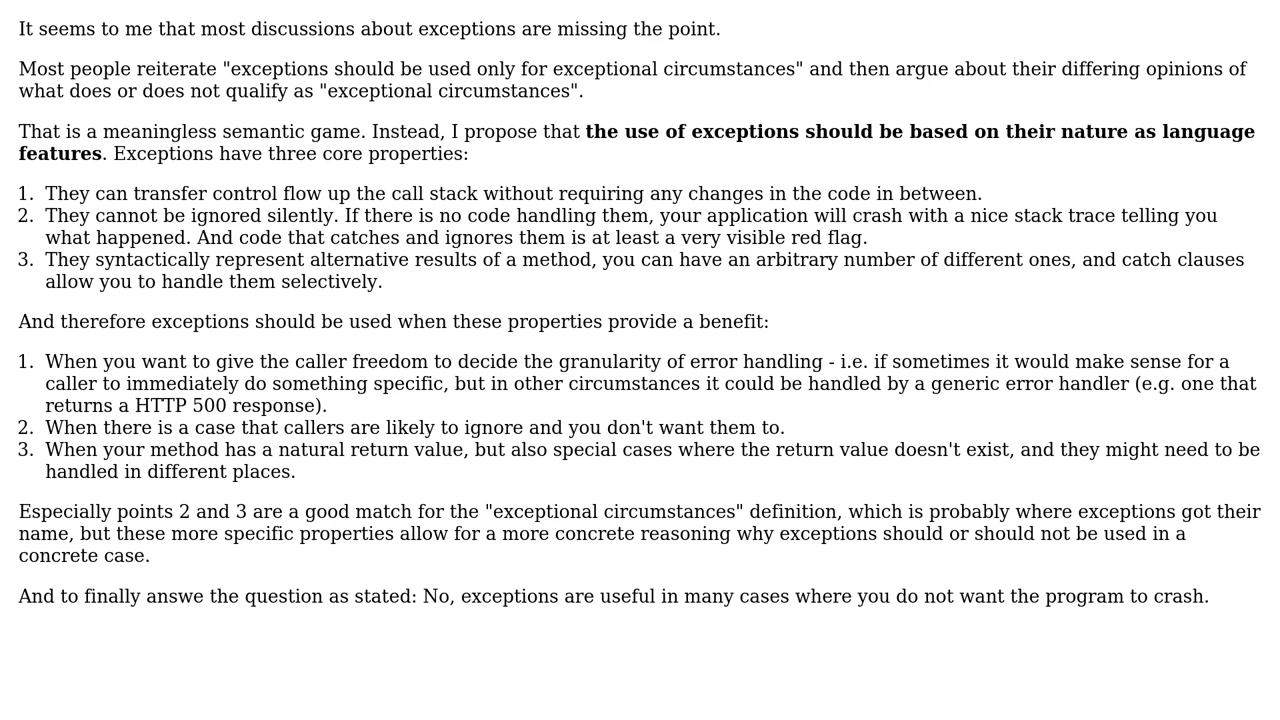 It seems to me that most discussions about exceptions are missing the point.
Most people reiterate "exceptions should be used only for exceptional circumstances" and then argue about their differing opinions of
what does or does not qualify as "exceptional circumstances".
That is a meaningless semantic game. Instead, I propose that the use of exceptions should be based on their nature as language
features. Exceptions have three core properties:
1. They can transfer control flow up the call stack without requiring any changes in the code in between.
2. They cannot be ignored silently. If there is no code handling them, your application will crash with a nice stack trace telling you
what happened. And code that catches and ignores them is at least a very visible red flag.
3. They syntactically represent alternative results of a method, you can have an arbitrary number of different ones, and catch clauses
allow you to handle them selectively.
And therefore exceptions should be used when these properties provide a benefit:
1. When you want to give the caller freedom to decide the granularity of error handling - i.e. if sometimes it would make sense for a
caller to immediately do something specific, but in other circumstances it could be handled by a generic error handler (e.g. one that
returns a HTTP 500 response).
2. When there is a case that callers are likely to ignore and you don't want them to.
3. When your method has a natural return value, but also special cases where the return value doesn't exist, and they might need to be
handled in different places.
Especially points 2 and 3 are a good match for the "exceptional circumstances" definition, which is probably where exceptions got their
name, but these more specific properties allow for a more concrete reasoning why exceptions should or should not be used in a
concrete case.
And to finally answe the question as stated: No, exceptions are useful in many cases where you do not want the program to crash.